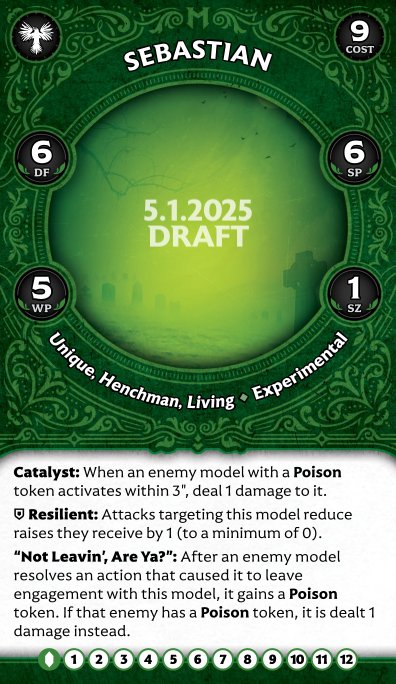 SEBASTIAN
9
COST
6
DF
6
SP
5.1.2025
DRAFT
5
WP
1
SZ
Unique, Henchman, Living ♦ Experimental
Catalyst: When an enemy model with a Poison
token activates within 3", deal 1 damage to it.
Resilient: Attacks targeting this model reduce
raises they receive by 1 (to a minimum of 0).
“Not Leavin’, Are Ya?”: After an enemy model
resolves an action that caused it to leave
engagement with this model, it gains a Poison
token. If that enemy has a Poison token, it is dealt 1
damage instead.
1 2 3 4 5 6 7 8 9 10 11 12